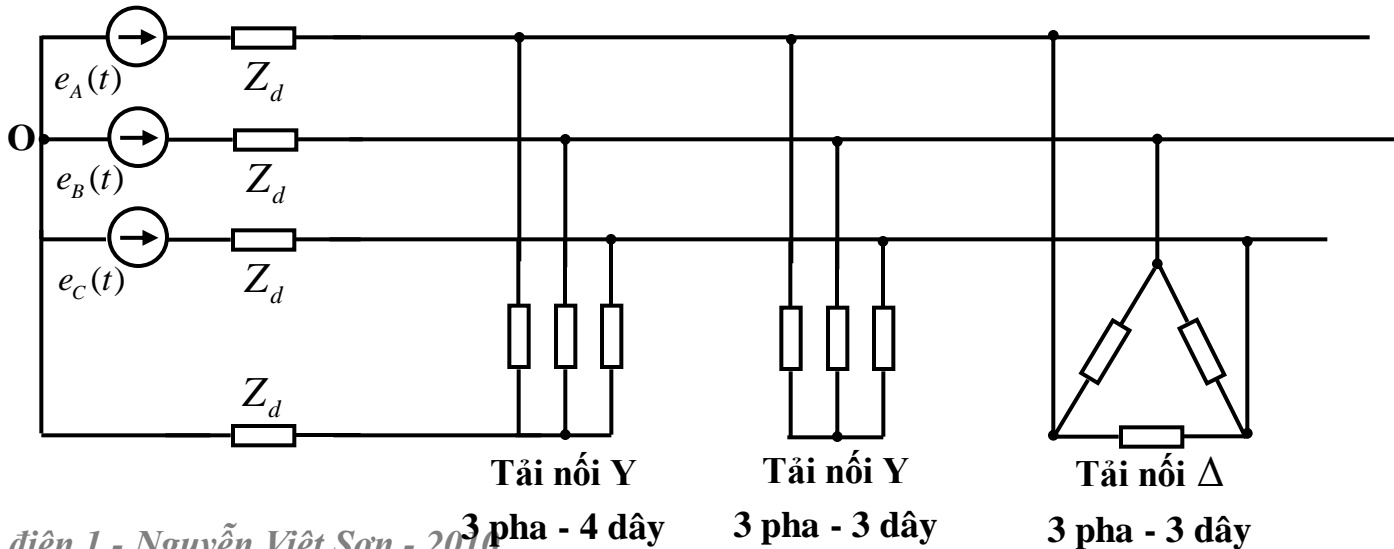 e_A(t)
Z_d
O
e_B(t)
Z_d
e_C(t)
Z_d
Z_d
Tải nối Y
3 pha - 4 dây
Tải nối Y
3 pha - 3 dây
Tải nối Δ
3 pha - 3 dây
điện 1 - Nguyễn Việt Sơn - 2010